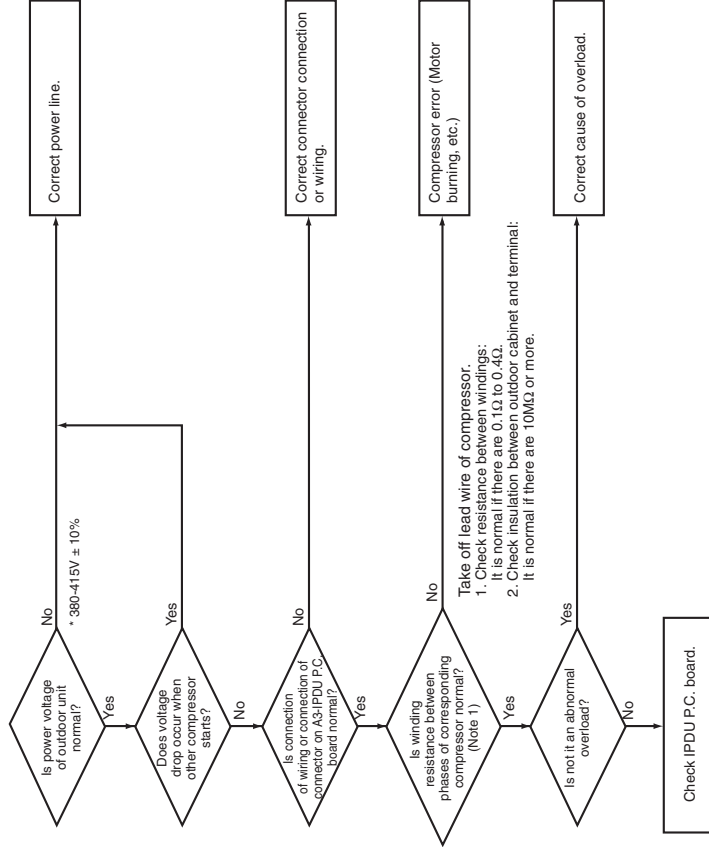 Is power voltage
of outdoor unit
normal?
No
* 380-415V ± 10%
Correct power line.
Yes
Does voltage
drop occur when
other compressor
starts?
Yes
No
Is connection
of wiring or connection of
connector on A3-IPDU P.C.
board normal?
No
Correct connector connection
or wiring.
Yes
Is winding
resistance between
phases of corresponding
compressor normal?
(Note 1)
No
Compressor error (Motor
burning, etc.)
Take off lead wire of compressor.
1. Check resistance between windings:
It is normal if there are 0.1Ω to 0.4Ω.
2. Check insulation between outdoor cabinet and terminal:
It is normal if there are 10MΩ or more.
Yes
Is not it an abnormal
overload?
Yes
Correct cause of overload.
No
Check IPDU P.C. board.